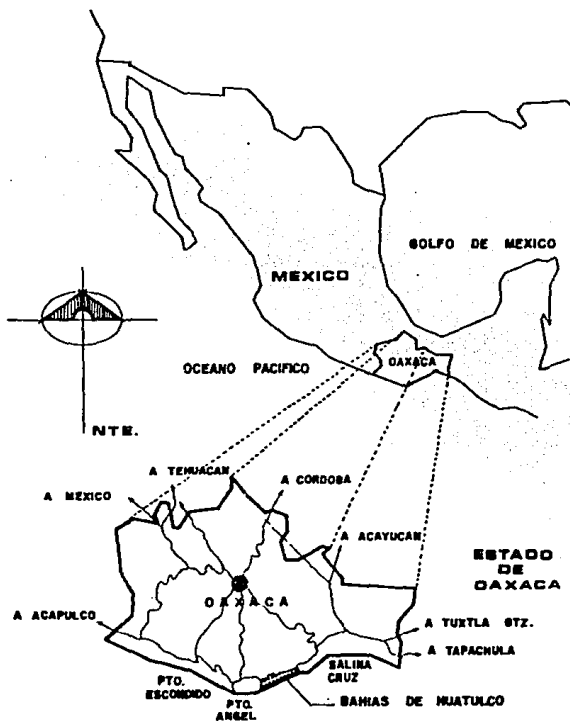 GOLFO DE MEXICO
MEXICO
OCEANO PACIFICO
OAXACA
NTE.
A TEHUACAN
A MEXICO
A CORDOBA
A ACAYUCAN
ESTADO
DE
OAXACA
OAXACA
A ACAPULCO
A TUXTLA GTZ.
A TAPACHULA
SALINA
CRUZ
PTO.
ESCONDIDO
PTO.
ANGEL
BAHIAS DE HUATULCO